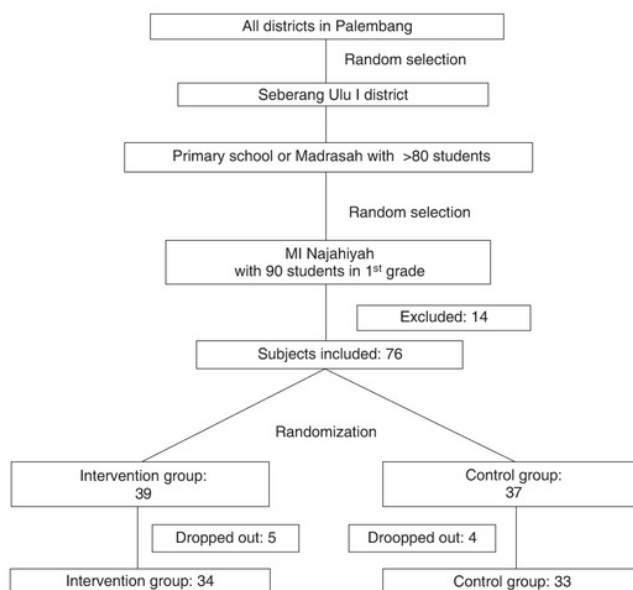 All districts in Palembang
Random selection
Seberang Ulu I district
Primary school or Madrasah with >80 students
Random selection
MI Najahiyah
with 90 students in 1st grade
Excluded: 14
Subjects included: 76
Randomization
Intervention group:
39
Control group:
37
Dropped out: 5
Droopped out: 4
Intervention group: 34
Control group: 33